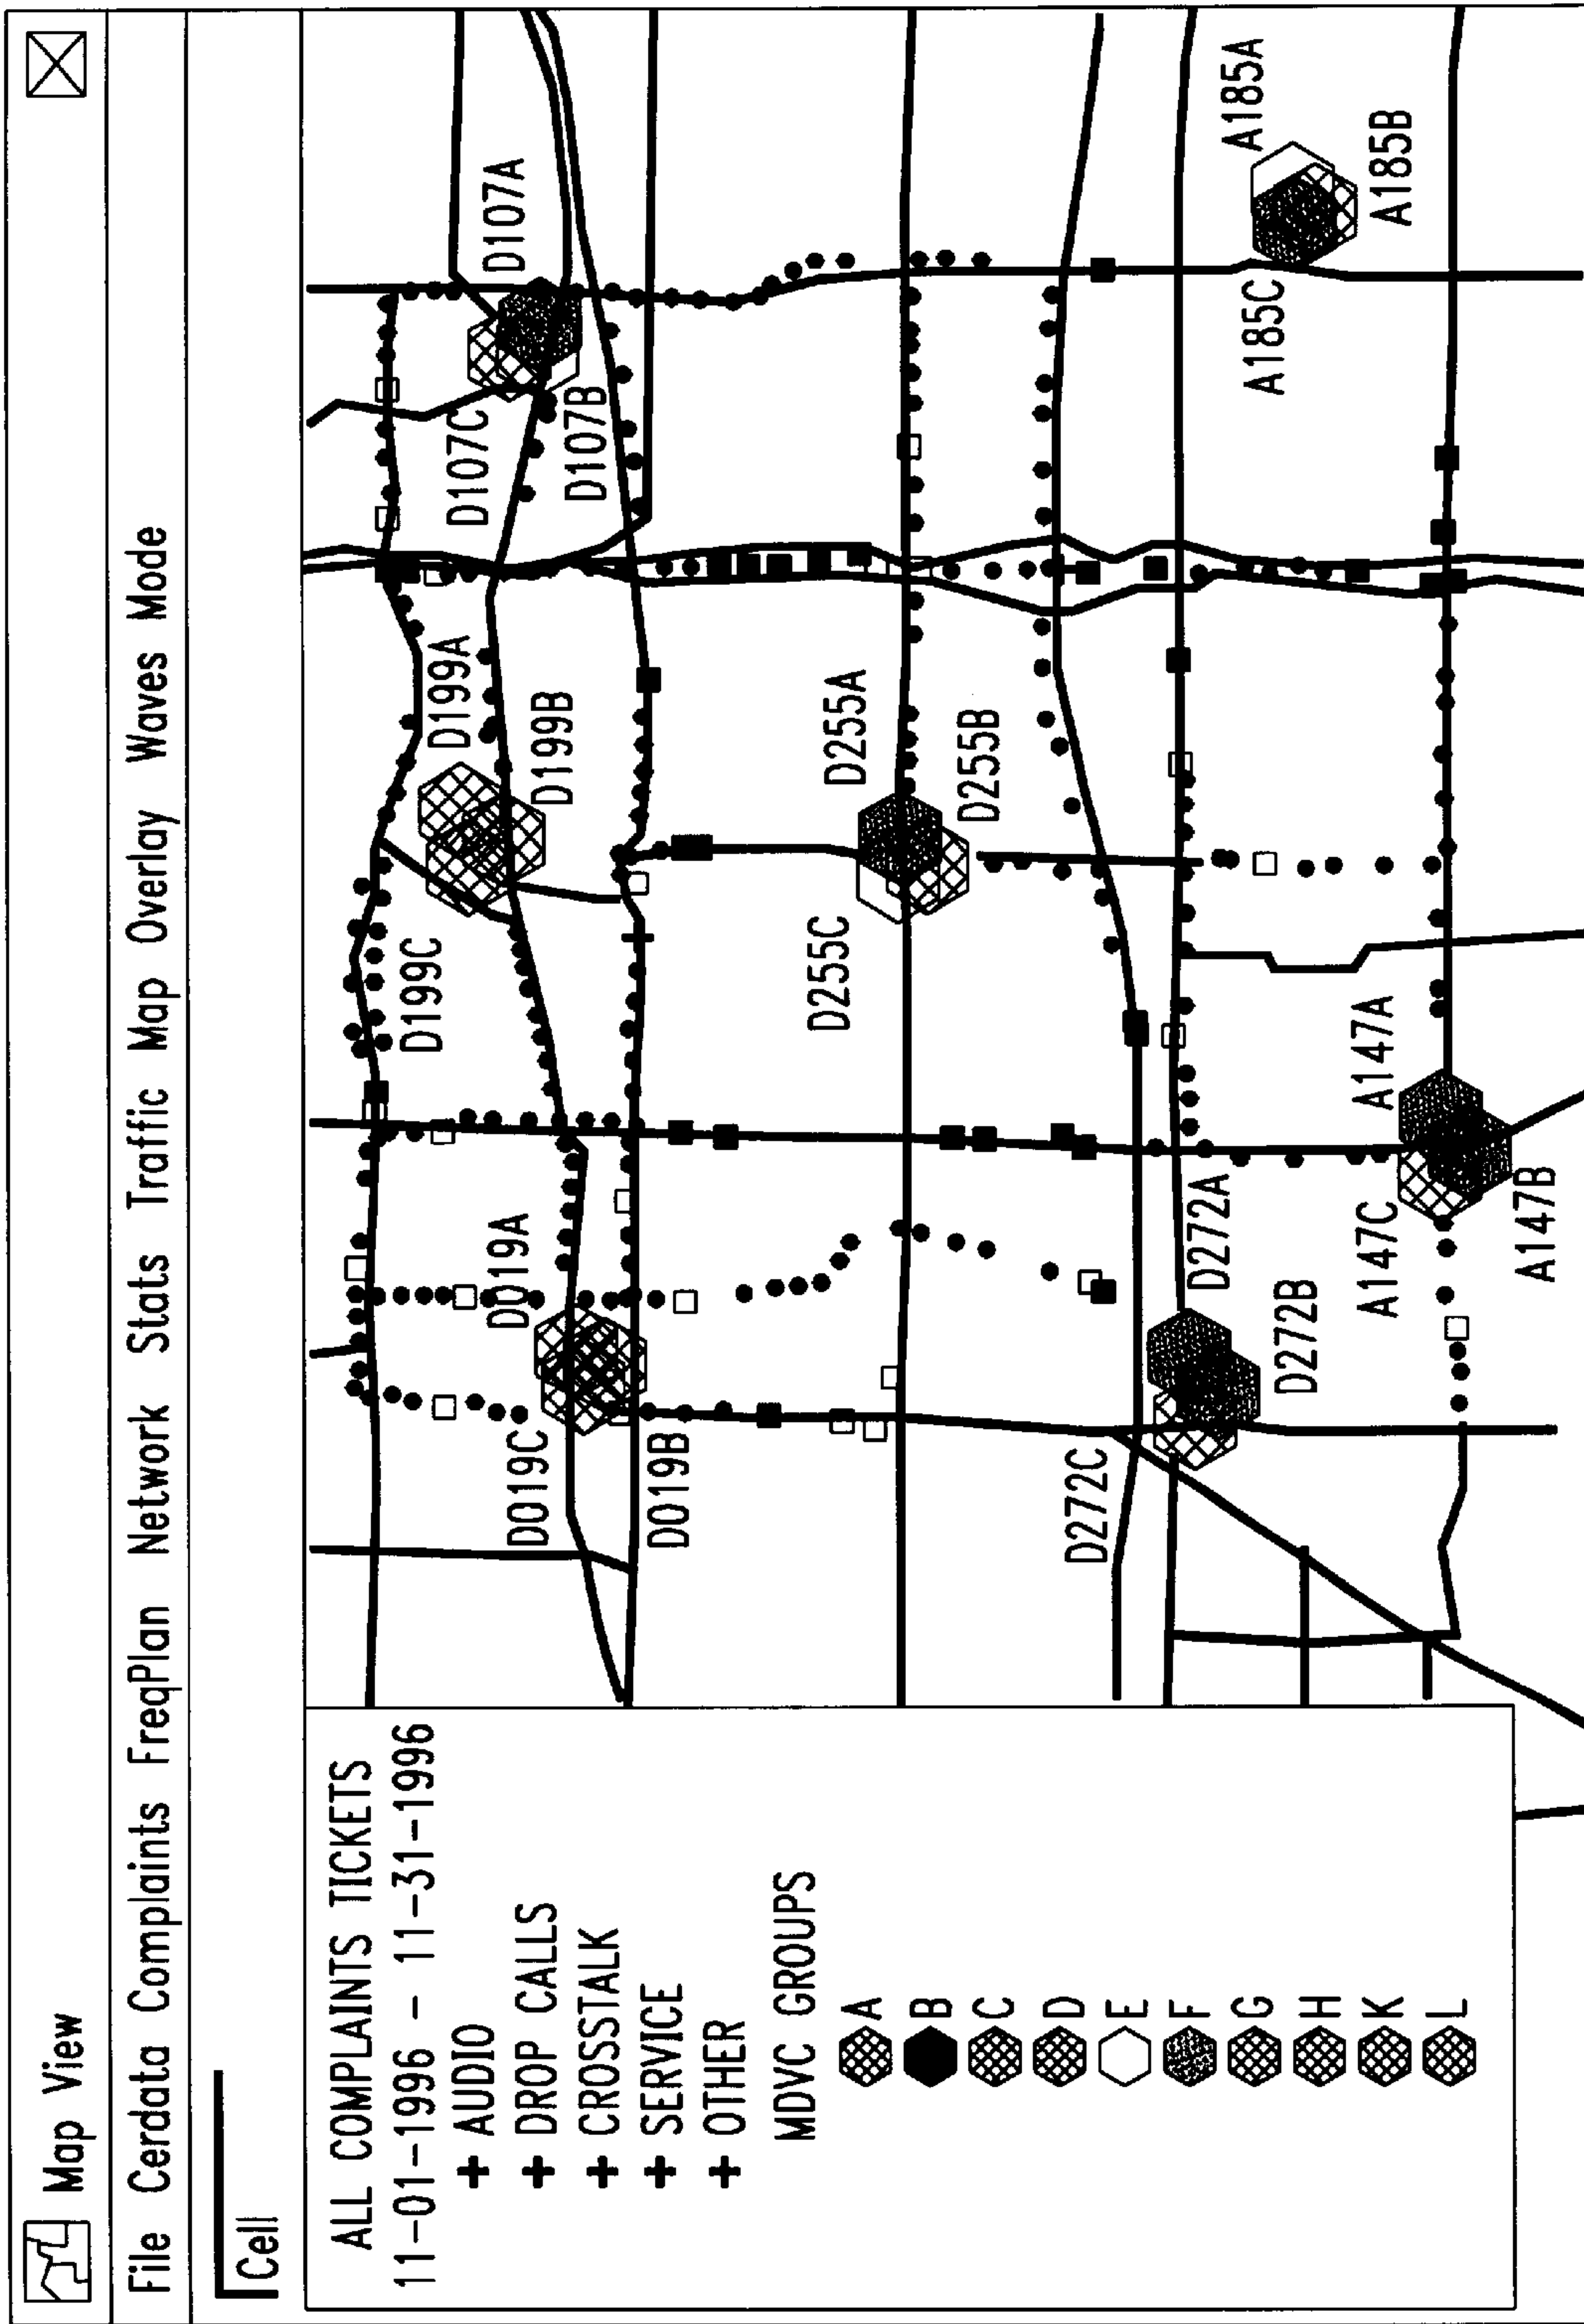 Map View
File Cerdata Complaints FreqPlan Network Stats Traffic Map Overlay Waves Mode
Cell
ALL COMPLAINTS TICKETS
11-01-1996 - 11-31-1996
+ AUDIO
+ DROP CALLS
+ CROSSTALK
+ SERVICE
+ OTHER
MDVC GROUPS
A
B
C
D
E
F
G
H
K
L
D199C
D199A
D107C
D107A
D019C
D019A
D199B
D107B
D019B
D255C
D255A
D255B
D272C
D272A
D272B
A185A
A185C
A185B
A147C
A147A
A147B